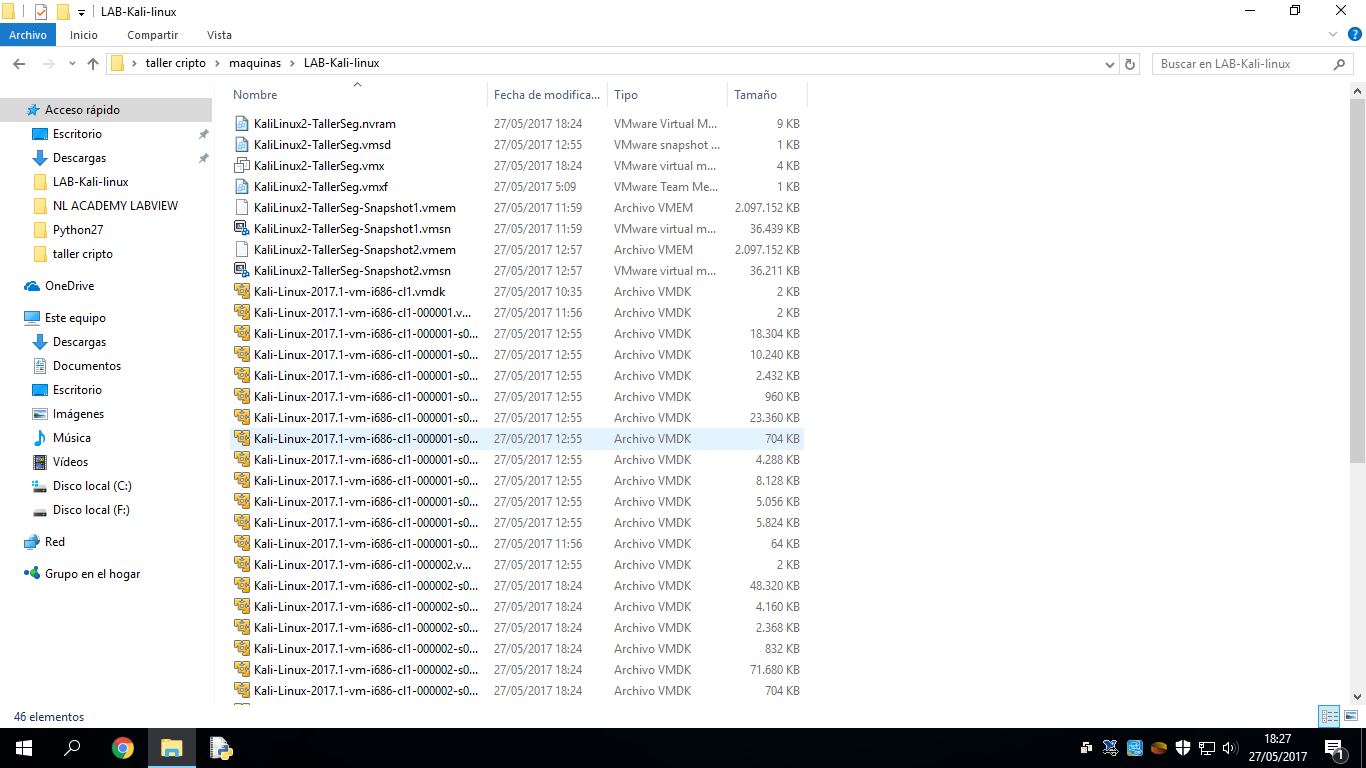 LAB-Kali-linux
Archivo Inicio Compartir Vista
taller cripto maquinas LAB-Kali-linux Buscar en LAB-Kali-linux
Nombre Fecha de modifica... Tipo Tamaño
Acceso rápido
Escritorio
Descargas
LAB-Kali-linux
NL ACADEMY LABVIEW
Python27
taller cripto
OneDrive
Este equipo
Descargas
Documentos
Escritorio
Imágenes
Música
Vídeos
Disco local (C:)
Disco local (F:)
Red
Grupo en el hogar
KaliLinux2-TallerSeg.nvram 27/05/2017 18:24 VMware Virtual M... 9 KB
KaliLinux2-TallerSeg.vmsd 27/05/2017 12:55 VMware snapshot ... 1 KB
KaliLinux2-TallerSeg.vmx 27/05/2017 18:24 VMware virtual m... 4 KB
KaliLinux2-TallerSeg.vmxf 27/05/2017 5:09 VMware Team Me... 1 KB
KaliLinux2-TallerSeg-Snapshot1.vmem 27/05/2017 11:59 Archivo VMEM 2.097.152 KB
KaliLinux2-TallerSeg-Snapshot1.vmsn 27/05/2017 11:59 VMware virtual m... 36.439 KB
KaliLinux2-TallerSeg-Snapshot2.vmem 27/05/2017 12:57 Archivo VMEM 2.097.152 KB
KaliLinux2-TallerSeg-Snapshot2.vmsn 27/05/2017 12:57 VMware virtual m... 36.211 KB
Kali-Linux-2017.1-vm-i686-cl1.vmdk 27/05/2017 10:35 Archivo VMDK 2 KB
Kali-Linux-2017.1-vm-i686-cl1-000001.v... 27/05/2017 11:56 Archivo VMDK 2 KB
Kali-Linux-2017.1-vm-i686-cl1-000001-s0... 27/05/2017 12:55 Archivo VMDK 18.304 KB
Kali-Linux-2017.1-vm-i686-cl1-000001-s0... 27/05/2017 12:55 Archivo VMDK 10.240 KB
Kali-Linux-2017.1-vm-i686-cl1-000001-s0... 27/05/2017 12:55 Archivo VMDK 2.432 KB
Kali-Linux-2017.1-vm-i686-cl1-000001-s0... 27/05/2017 12:55 Archivo VMDK 960 KB
Kali-Linux-2017.1-vm-i686-cl1-000001-s0... 27/05/2017 12:55 Archivo VMDK 23.360 KB
Kali-Linux-2017.1-vm-i686-cl1-000001-s0... 27/05/2017 12:55 Archivo VMDK 704 KB
Kali-Linux-2017.1-vm-i686-cl1-000001-s0... 27/05/2017 12:55 Archivo VMDK 4.288 KB
Kali-Linux-2017.1-vm-i686-cl1-000001-s0... 27/05/2017 12:55 Archivo VMDK 8.128 KB
Kali-Linux-2017.1-vm-i686-cl1-000001-s0... 27/05/2017 12:55 Archivo VMDK 5.056 KB
Kali-Linux-2017.1-vm-i686-cl1-000001-s0... 27/05/2017 12:55 Archivo VMDK 5.824 KB
Kali-Linux-2017.1-vm-i686-cl1-000001-s0... 27/05/2017 11:56 Archivo VMDK 64 KB
Kali-Linux-2017.1-vm-i686-cl1-000002.v... 27/05/2017 12:55 Archivo VMDK 2 KB
Kali-Linux-2017.1-vm-i686-cl1-000002-s0... 27/05/2017 18:24 Archivo VMDK 48.320 KB
Kali-Linux-2017.1-vm-i686-cl1-000002-s0... 27/05/2017 18:24 Archivo VMDK 4.160 KB
Kali-Linux-2017.1-vm-i686-cl1-000002-s0... 27/05/2017 18:24 Archivo VMDK 2.368 KB
Kali-Linux-2017.1-vm-i686-cl1-000002-s0... 27/05/2017 18:24 Archivo VMDK 832 KB
Kali-Linux-2017.1-vm-i686-cl1-000002-s0... 27/05/2017 18:24 Archivo VMDK 71.680 KB
Kali-Linux-2017.1-vm-i686-cl1-000002-s0... 27/05/2017 18:24 Archivo VMDK 704 KB
46 elementos
18:27
27/05/2017
1